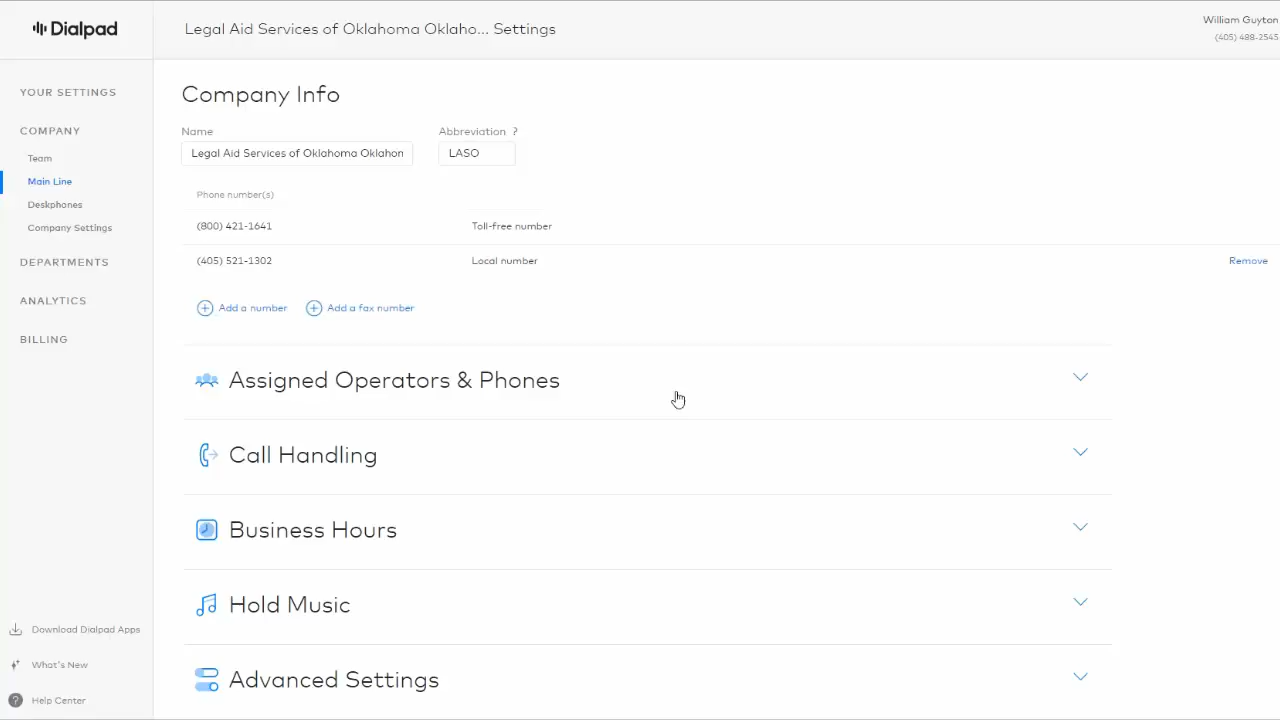 Dialpad
Legal Aid Services of Oklahoma Oklaho... Settings
William Guyton
(405) 488-2545
YOUR SETTINGS
COMPANY
Team
Main Line
Deskphones
Company Settings
DEPARTMENTS
ANALYTICS
BILLING
Download Dialpad Apps
What's New
? Help Center
Company Info
Name
Abbreviation ?
Legal Aid Services of Oklahoma Oklahon
LASO
Phone number(s)
(800) 421-1641 Toll-free number
(405) 521-1302 Local number Remove
Add a number Add a fax number
Assigned Operators & Phones
Call Handling
Business Hours
Hold Music
Advanced Settings